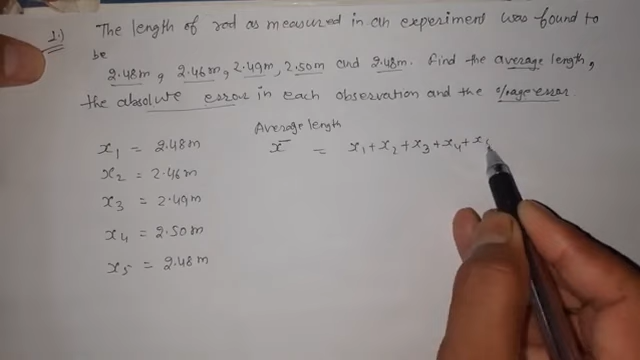 1.) The length of rod as measured in an experiment was found to
be
2.48m, 2.46m, 2.49m, 2.50m and 2.48m. Find the average length,
the absolute error in each observation and the %age error.
Average length
x₁ = 2.48m
x̄ = x₁+x₂+x₃+x₄+x₅
x₂ = 2.46m
x₃ = 2.49m
x₄ = 2.50m
x₅ = 2.48m